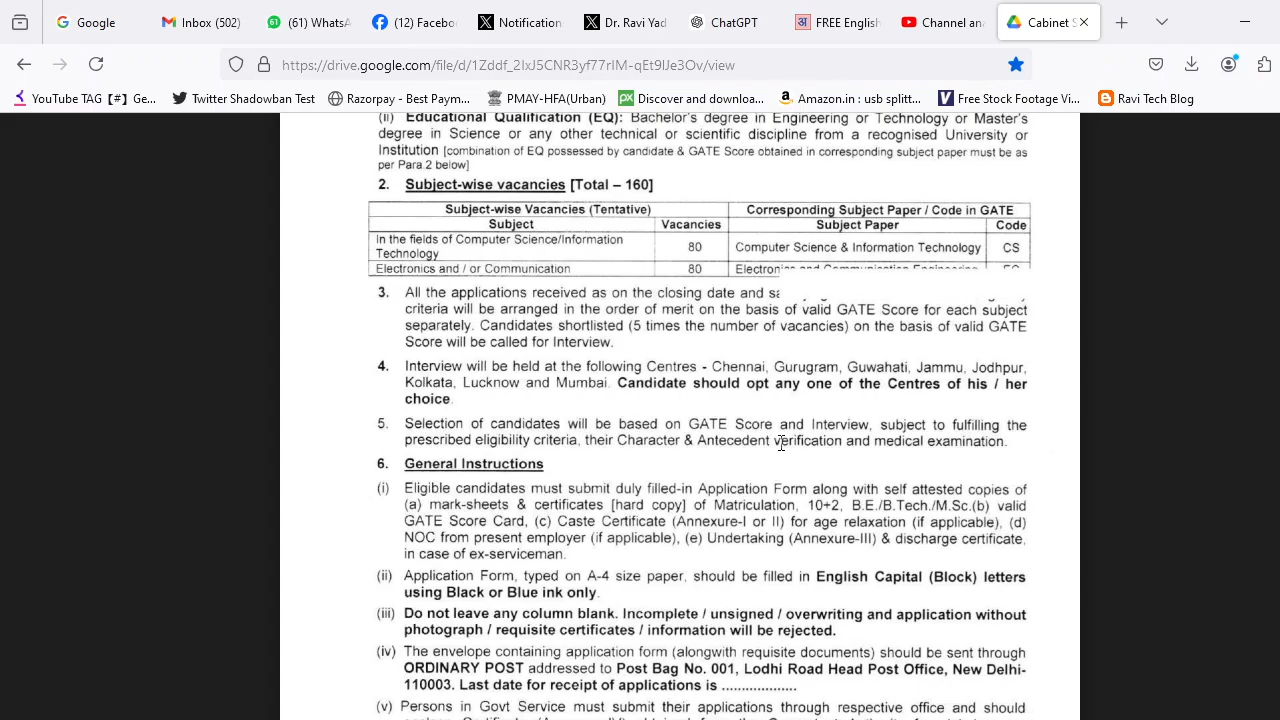 Google
Inbox (502)
(61) WhatsA
(12) Facebo
Notification
Dr. Ravi Yad
ChatGPT
FREE English
Channel an
Cabinet S
https://drive.google.com/file/d/1Zddf_2IxJ5CNR3yf77rIM-qEt9lJe3Ov/view
YouTube TAG [#] Ge...
Twitter Shadowban Test
Razorpay - Best Paym...
PMAY-HFA(Urban)
Discover and downloa...
Amazon.in : usb splitt...
Free Stock Footage Vi...
Ravi Tech Blog
(ii) Educational Qualification (EQ): Bachelor's degree in Engineering or Technology or Master's
degree in Science or any other technical or scientific discipline from a recognised University or
Institution [combination of EQ possessed by candidate & GATE Score obtained in corresponding subject paper must be as
per Para 2 below]
2. Subject-wise vacancies [Total – 160]
Subject-wise Vacancies (Tentative) Corresponding Subject Paper / Code in GATE
Subject Vacancies Subject Paper Code
In the fields of Computer Science/Information
Technology 80 Computer Science & Information Technology CS
Electronics and / or Communication 80
3. All the applications received as on the closing date and
criteria will be arranged in the order of merit on the basis of valid GATE Score for each subject
separately. Candidates shortlisted (5 times the number of vacancies) on the basis of valid GATE
Score will be called for Interview.
4. Interview will be held at the following Centres - Chennai, Gurugram, Guwahati, Jammu, Jodhpur,
Kolkata, Lucknow and Mumbai. Candidate should opt any one of the Centres of his / her
choice.
5. Selection of candidates will be based on GATE Score and Interview, subject to fulfilling the
prescribed eligibility criteria, their Character & Antecedent verification and medical examination.
6. General Instructions
(i) Eligible candidates must submit duly filled-in Application Form along with self attested copies of
(a) mark-sheets & certificates [hard copy] of Matriculation, 10+2, B.E./B.Tech./M.Sc.(b) valid
GATE Score Card, (c) Caste Certificate (Annexure-I or II) for age relaxation (if applicable), (d)
NOC from present employer (if applicable), (e) Undertaking (Annexure-III) & discharge certificate,
in case of ex-serviceman.
(ii) Application Form, typed on A-4 size paper, should be filled in English Capital (Block) letters
using Black or Blue ink only.
(iii) Do not leave any column blank. Incomplete / unsigned / overwriting and application without
photograph / requisite certificates / information will be rejected.
(iv) The envelope containing application form (alongwith requisite documents) should be sent through
ORDINARY POST addressed to Post Bag No. 001, Lodhi Road Head Post Office, New Delhi-
110003. Last date for receipt of applications is ..................
(v) Persons in Govt Service must submit their applications through respective office and should